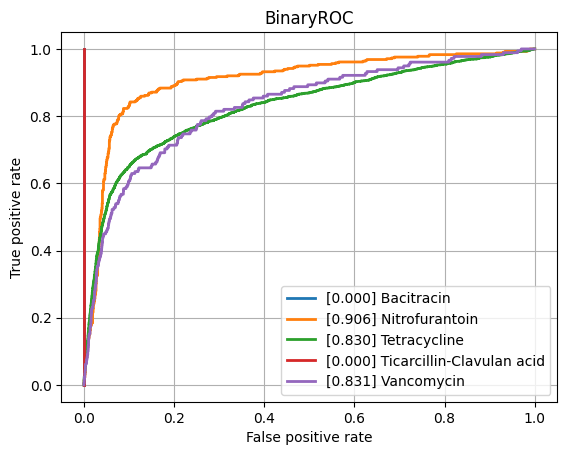 BinaryROC
True positive rate
1.0
0.8
0.6
0.4
0.2
0.0
[0.000] Bacitracin
[0.906] Nitrofurantoin
[0.830] Tetracycline
[0.000] Ticarcillin-Clavulan acid
[0.831] Vancomycin
0.0 0.2 0.4 0.6 0.8 1.0
False positive rate